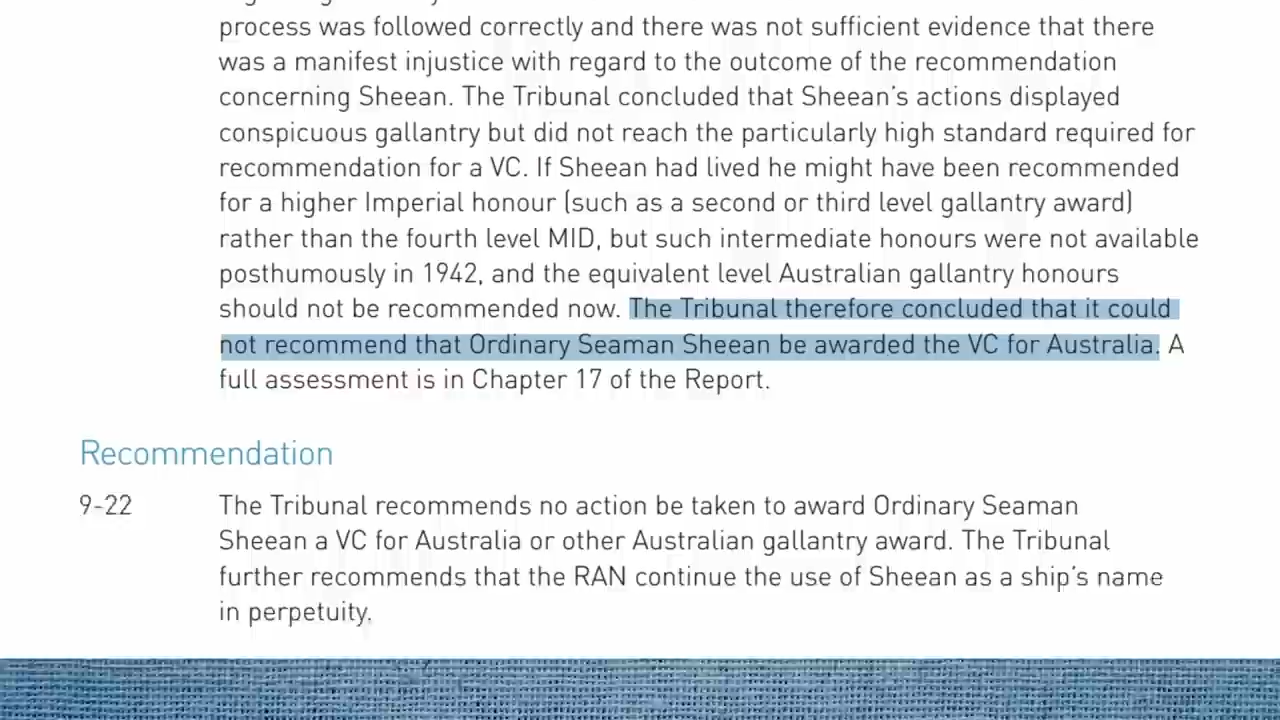 process was followed correctly and there was not sufficient evidence that there
was a manifest injustice with regard to the outcome of the recommendation
concerning Sheean. The Tribunal concluded that Sheean's actions displayed
conspicuous gallantry but did not reach the particularly high standard required for
recommendation for a VC. If Sheean had lived he might have been recommended
for a higher Imperial honour (such as a second or third level gallantry award)
rather than the fourth level MID, but such intermediate honours were not available
posthumously in 1942, and the equivalent level Australian gallantry honours
should not be recommended now. The Tribunal therefore concluded that it could
not recommend that Ordinary Seaman Sheean be awarded the VC for Australia. A
full assessment is in Chapter 17 of the Report.
Recommendation
9-22 The Tribunal recommends no action be taken to award Ordinary Seaman
Sheean a VC for Australia or other Australian gallantry award. The Tribunal
further recommends that the RAN continue the use of Sheean as a ship's name
in perpetuity.